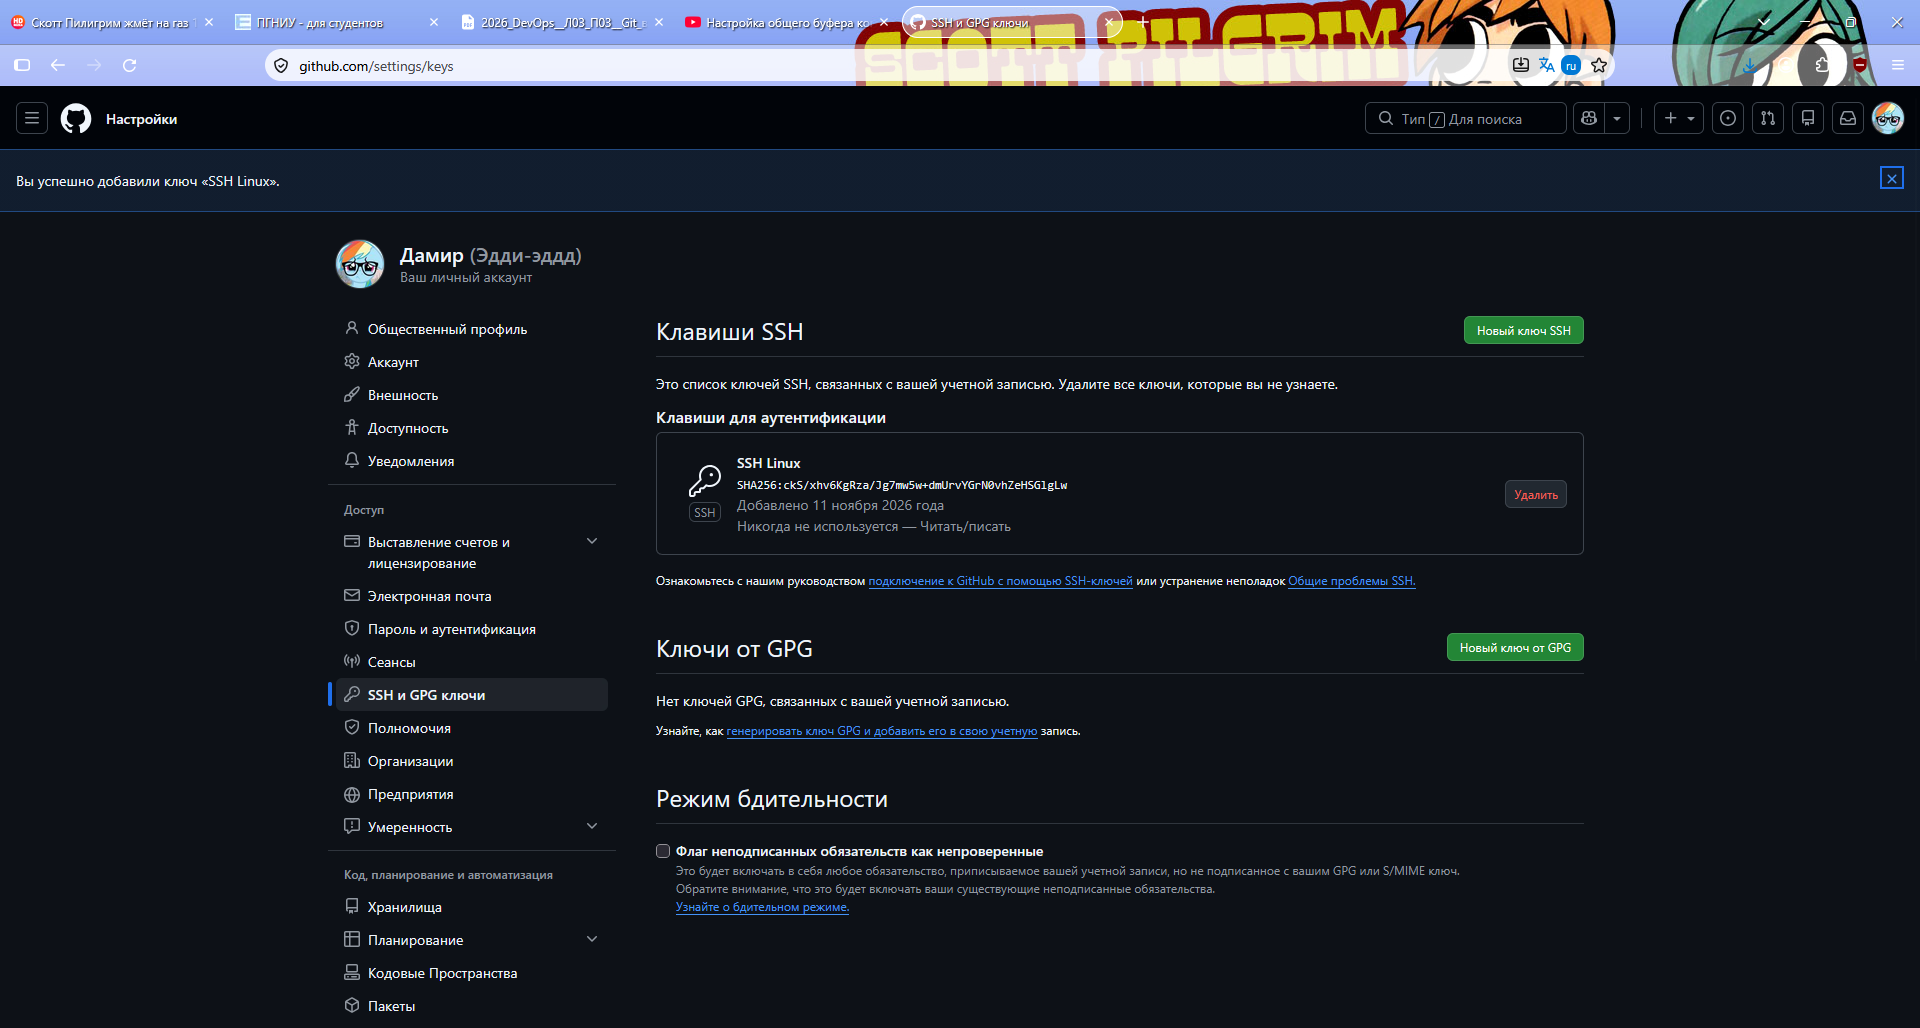 Скотт Пилигрим жмёт на газ
ПГНИУ - для студентов
2026_DevOps__Л03_П03__Git_
Настройка общего буфера ко
SSH и GPG ключи
SCOTT PILGRIM
github.com/settings/keys
ru
Настройки
Тип / Для поиска
Вы успешно добавили ключ «SSH Linux».
Дамир (Эдди-эддд)
Ваш личный аккаунт
Общественный профиль
Аккаунт
Внешность
Доступность
Уведомления
Доступ
Выставление счетов и
лицензирование
Электронная почта
Пароль и аутентификация
Сеансы
SSH и GPG ключи
Полномочия
Организации
Предприятия
Умеренность
Код, планирование и автоматизация
Хранилища
Планирование
Кодовые Пространства
Пакеты
Клавиши SSH
Новый ключ SSH
Это список ключей SSH, связанных с вашей учетной записью. Удалите все ключи, которые вы не узнаете.
Клавиши для аутентификации
SSH Linux
SHA256:ckS/xhv6KgRza/Jg7mw5w+dmUrvYGrN0vhZeHSGlgLw
SSH
Добавлено 11 ноября 2026 года
Никогда не используется — Читать/писать
Удалить
Ознакомьтесь с нашим руководством подключение к GitHub с помощью SSH-ключей или устранение неполадок Общие проблемы SSH.
Ключи от GPG
Новый ключ от GPG
Нет ключей GPG, связанных с вашей учетной записью.
Узнайте, как генерировать ключ GPG и добавить его в свою учетную запись.
Режим бдительности
Флаг неподписанных обязательств как непроверенные
Это будет включать в себя любое обязательство, приписываемое вашей учетной записи, но не подписанное с вашим GPG или S/MIME ключ.
Обратите внимание, что это будет включать ваши существующие неподписанные обязательства.
Узнайте о бдительном режиме.